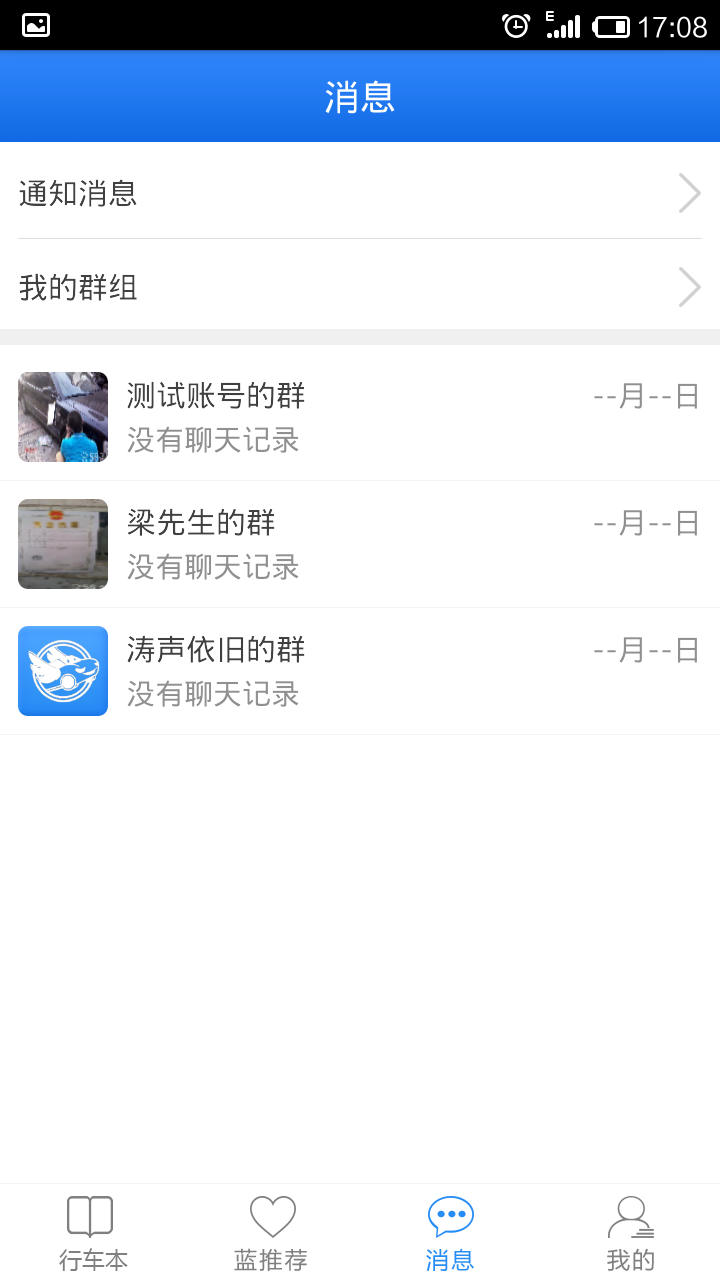 E 17:08
消息
通知消息
我的群组
测试账号的群 --月--日
没有聊天记录
梁先生的群 --月--日
没有聊天记录
涛声依旧的群 --月--日
没有聊天记录
行车本 蓝推荐 消息 我的